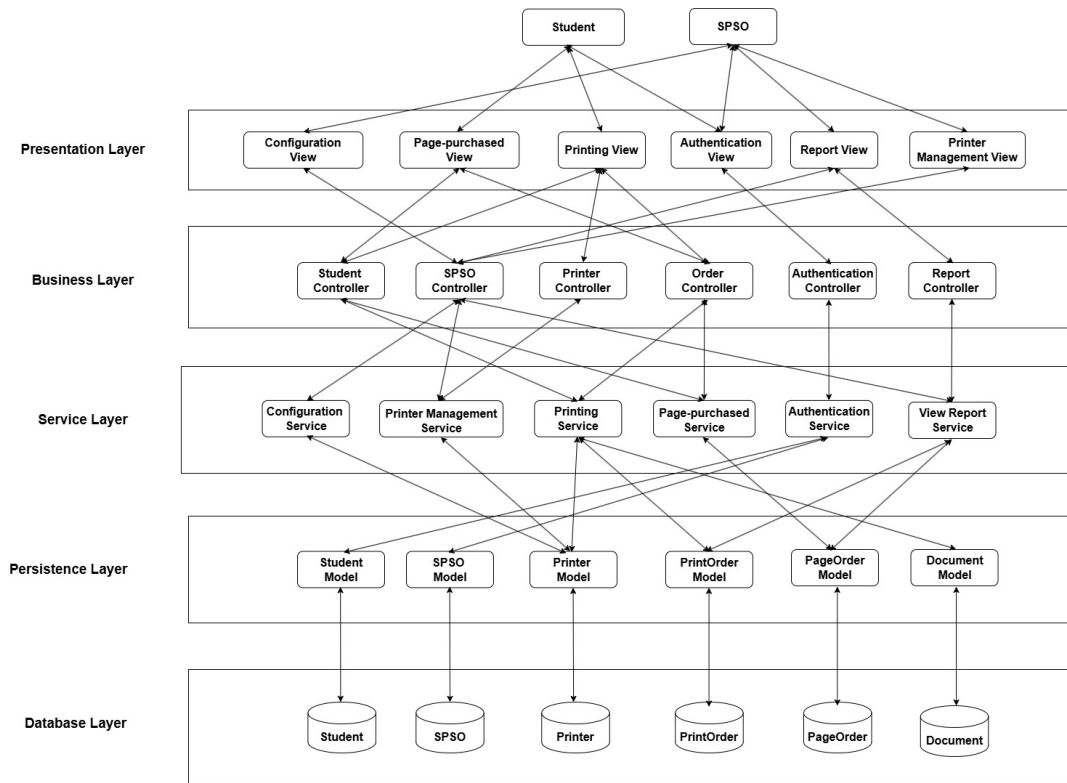 Student
SPSO
Presentation Layer
Configuration
View
Page-purchased
View
Printing View
Authentication
View
Report View
Printer
Management View
Business Layer
Student
Controller
SPSO
Controller
Printer
Controller
Order
Controller
Authentication
Controller
Report
Controller
Service Layer
Configuration
Service
Printer Management
Service
Printing
Service
Page-purchased
Service
Authentication
Service
View Report
Service
Persistence Layer
Student
Model
SPSO
Model
Printer
Model
PrintOrder
Model
PageOrder
Model
Document
Model
Database Layer
Student
SPSO
Printer
PrintOrder
PageOrder
Document